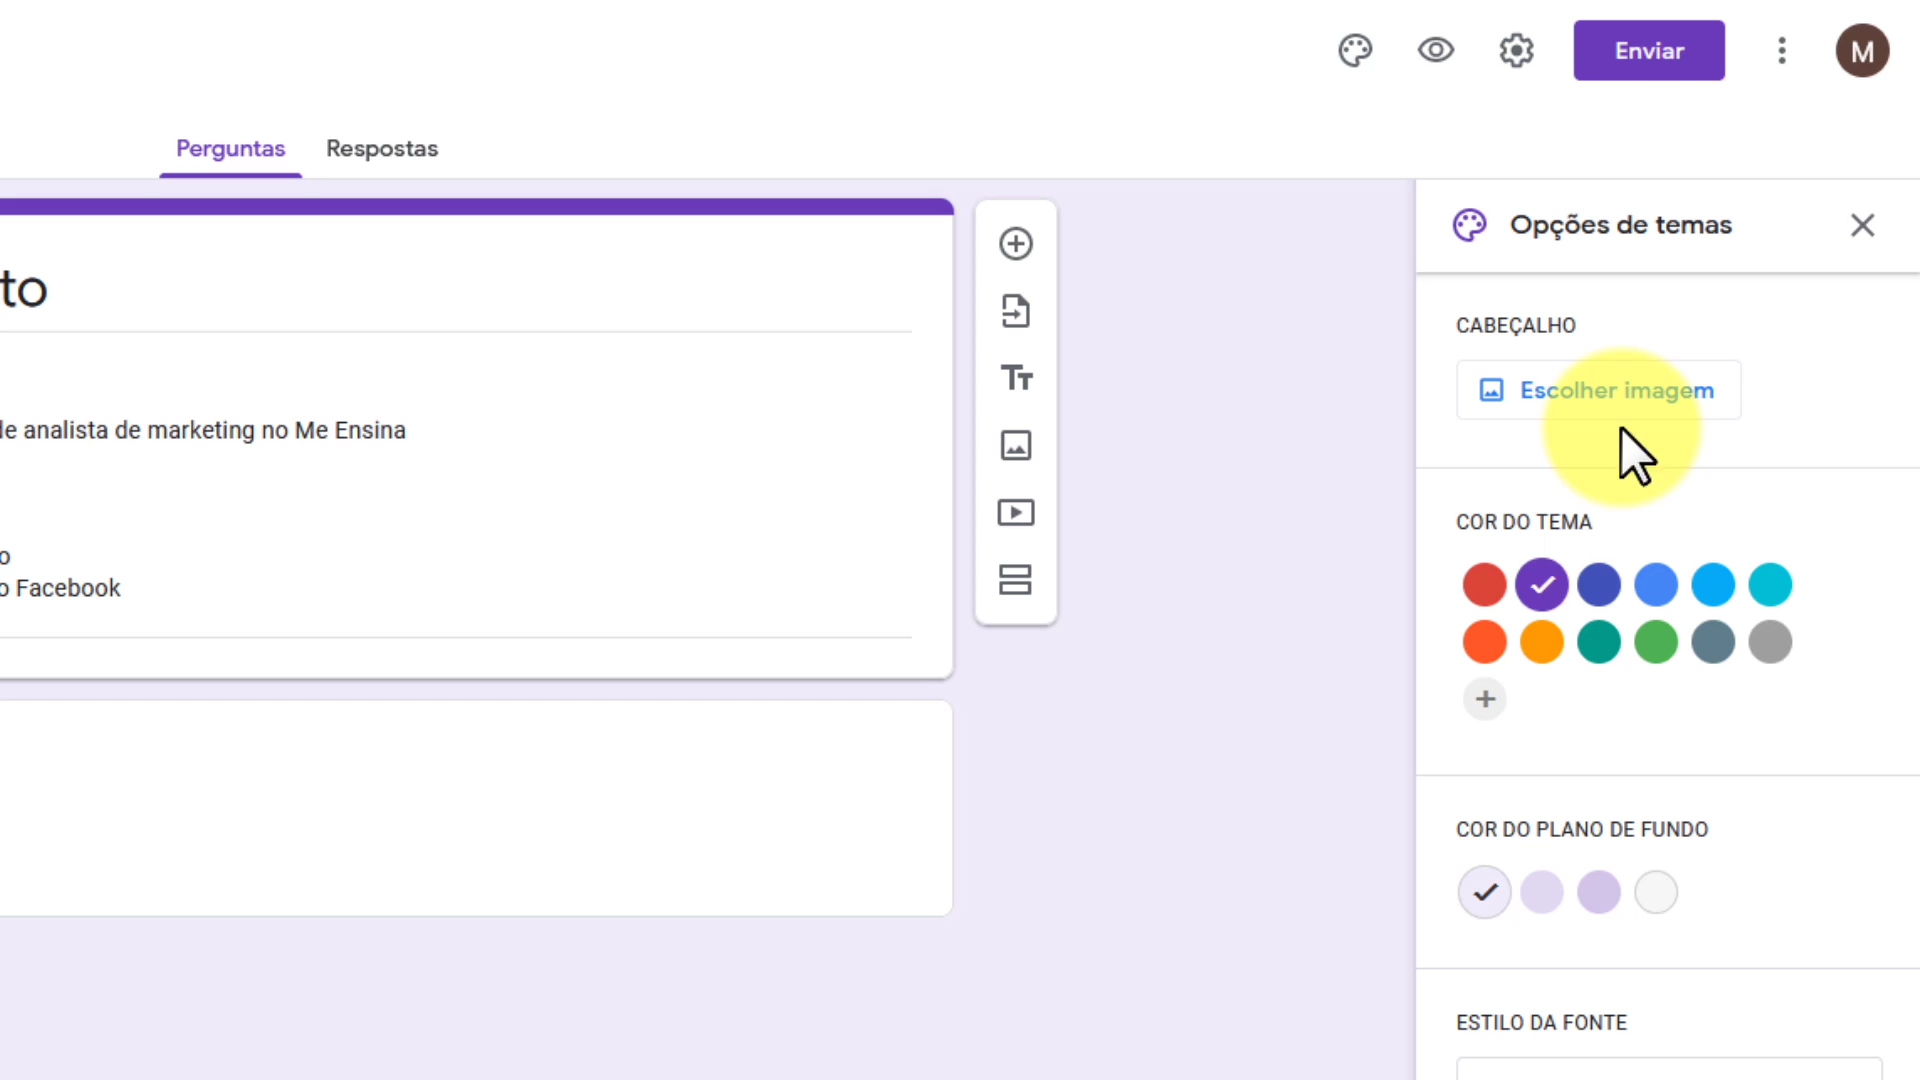 Enviar
M
Perguntas Respostas
to
Opções de temas
CABEÇALHO
Escolher imagem
de analista de marketing no Me Ensina
COR DO TEMA
o
o Facebook
COR DO PLANO DE FUNDO
ESTILO DA FONTE